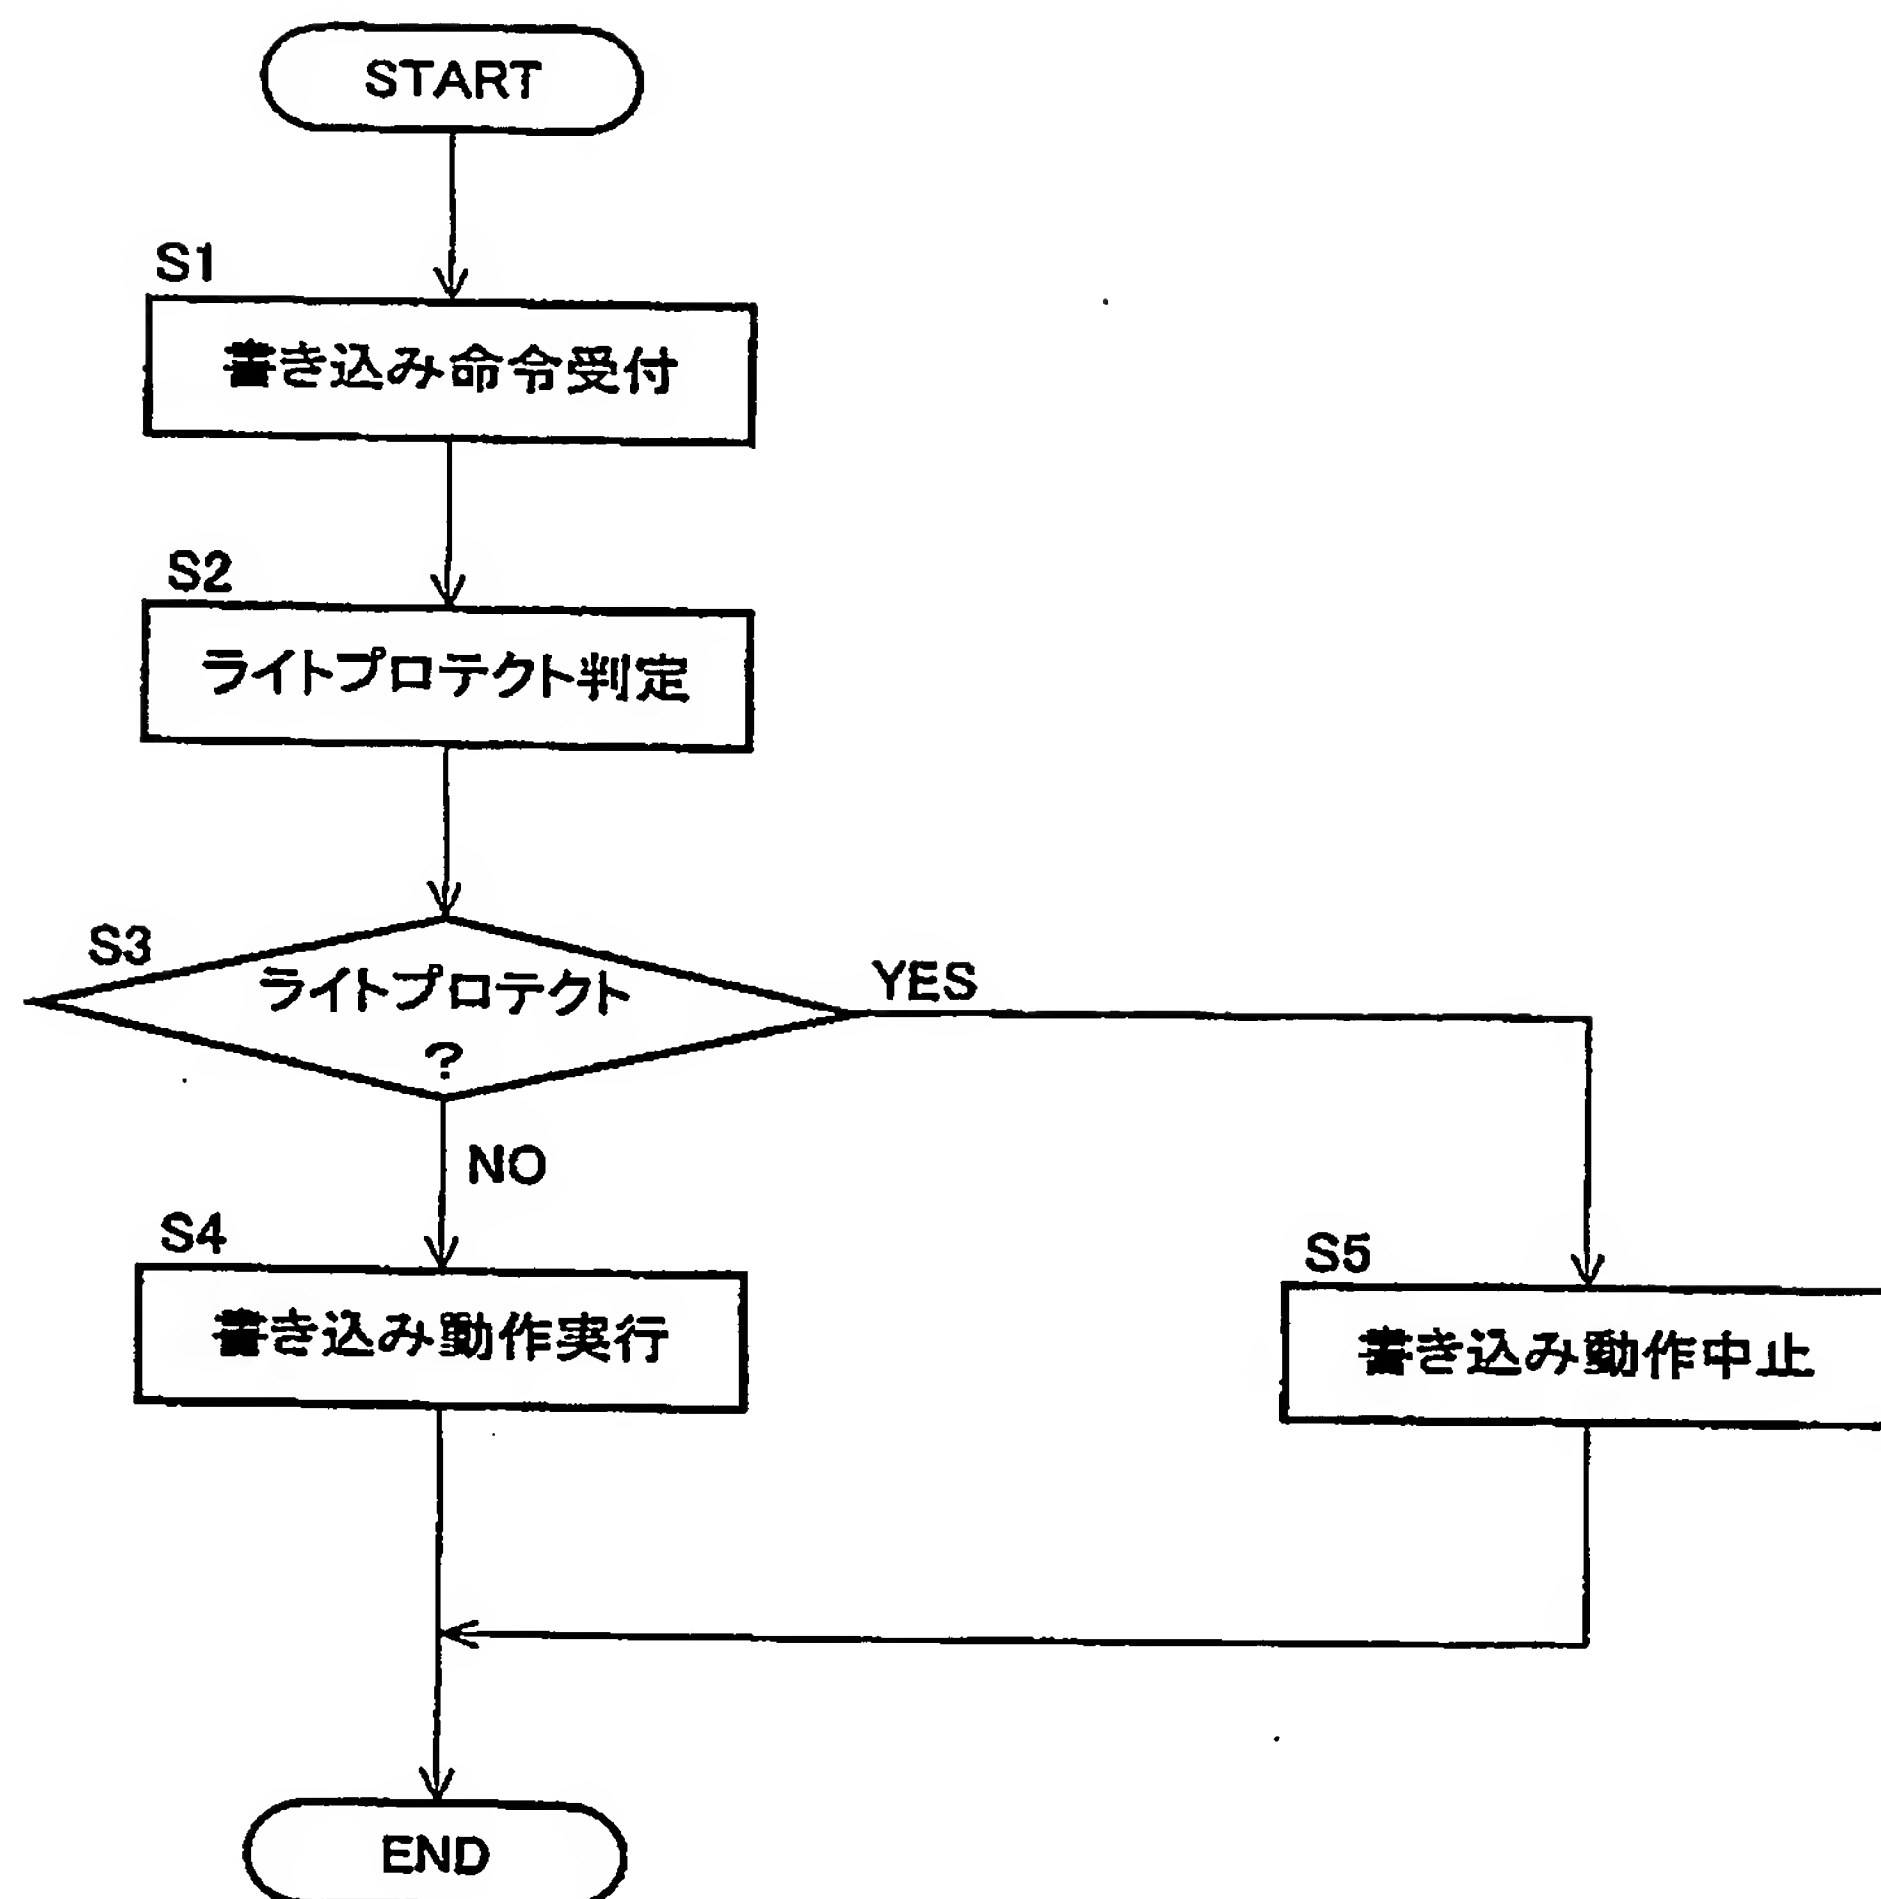 START
S1
書き込み命令受付
S2
ライトプロテクト判定
S3
ライトプロテクト
?
YES
NO
S4
書き込み動作実行
S5
書き込み動作中止
END